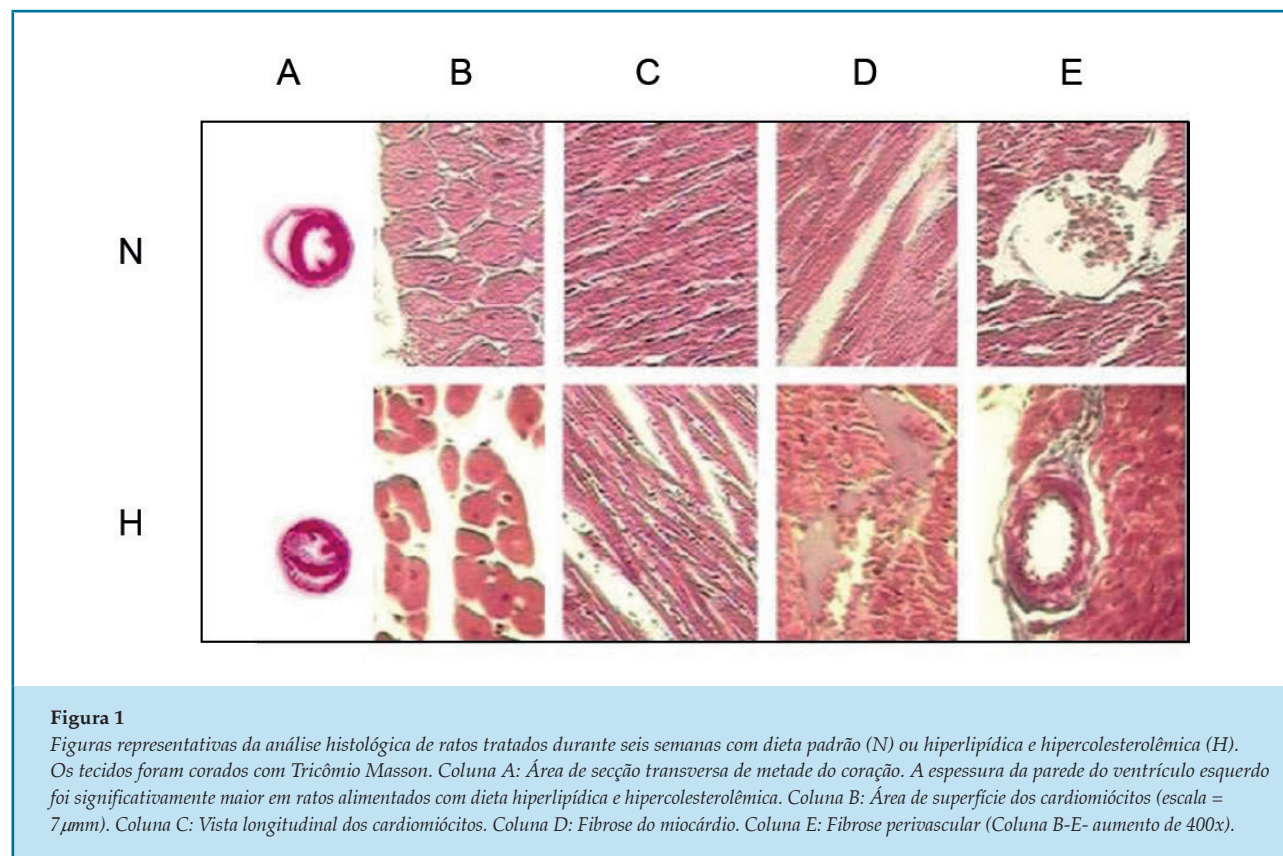 A B C D E
N
H
Figura 1
Figuras representativas da análise histológica de ratos tratados durante seis semanas com dieta padrão (N) ou hiperlipídica e hipercolesterolêmica (H).
Os tecidos foram corados com Tricômio Masson. Coluna A: Área de secção transversa de metade do coração. A espessura da parede do ventrículo esquerdo
foi significativamente maior em ratos alimentados com dieta hiperlipídica e hipercolesterolêmica. Coluna B: Área de superfície dos cardiomiócitos (escala =
7µmm). Coluna C: Vista longitudinal dos cardiomiócitos. Coluna D: Fibrose do miocárdio. Coluna E: Fibrose perivascular (Coluna B-E- aumento de 400x).